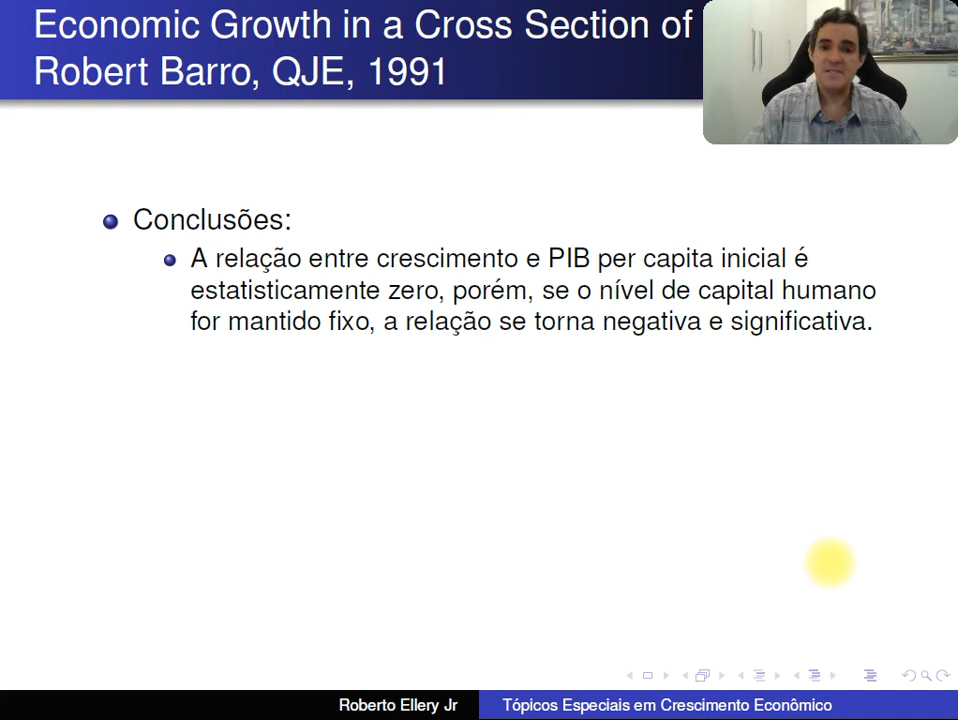 Economic Growth in a Cross Section of
Robert Barro, QJE, 1991
Conclusões:
A relação entre crescimento e PIB per capita inicial é
estatisticamente zero, porém, se o nível de capital humano
for mantido fixo, a relação se torna negativa e significativa.
Roberto Ellery Jr
Tópicos Especiais em Crescimento Econômico